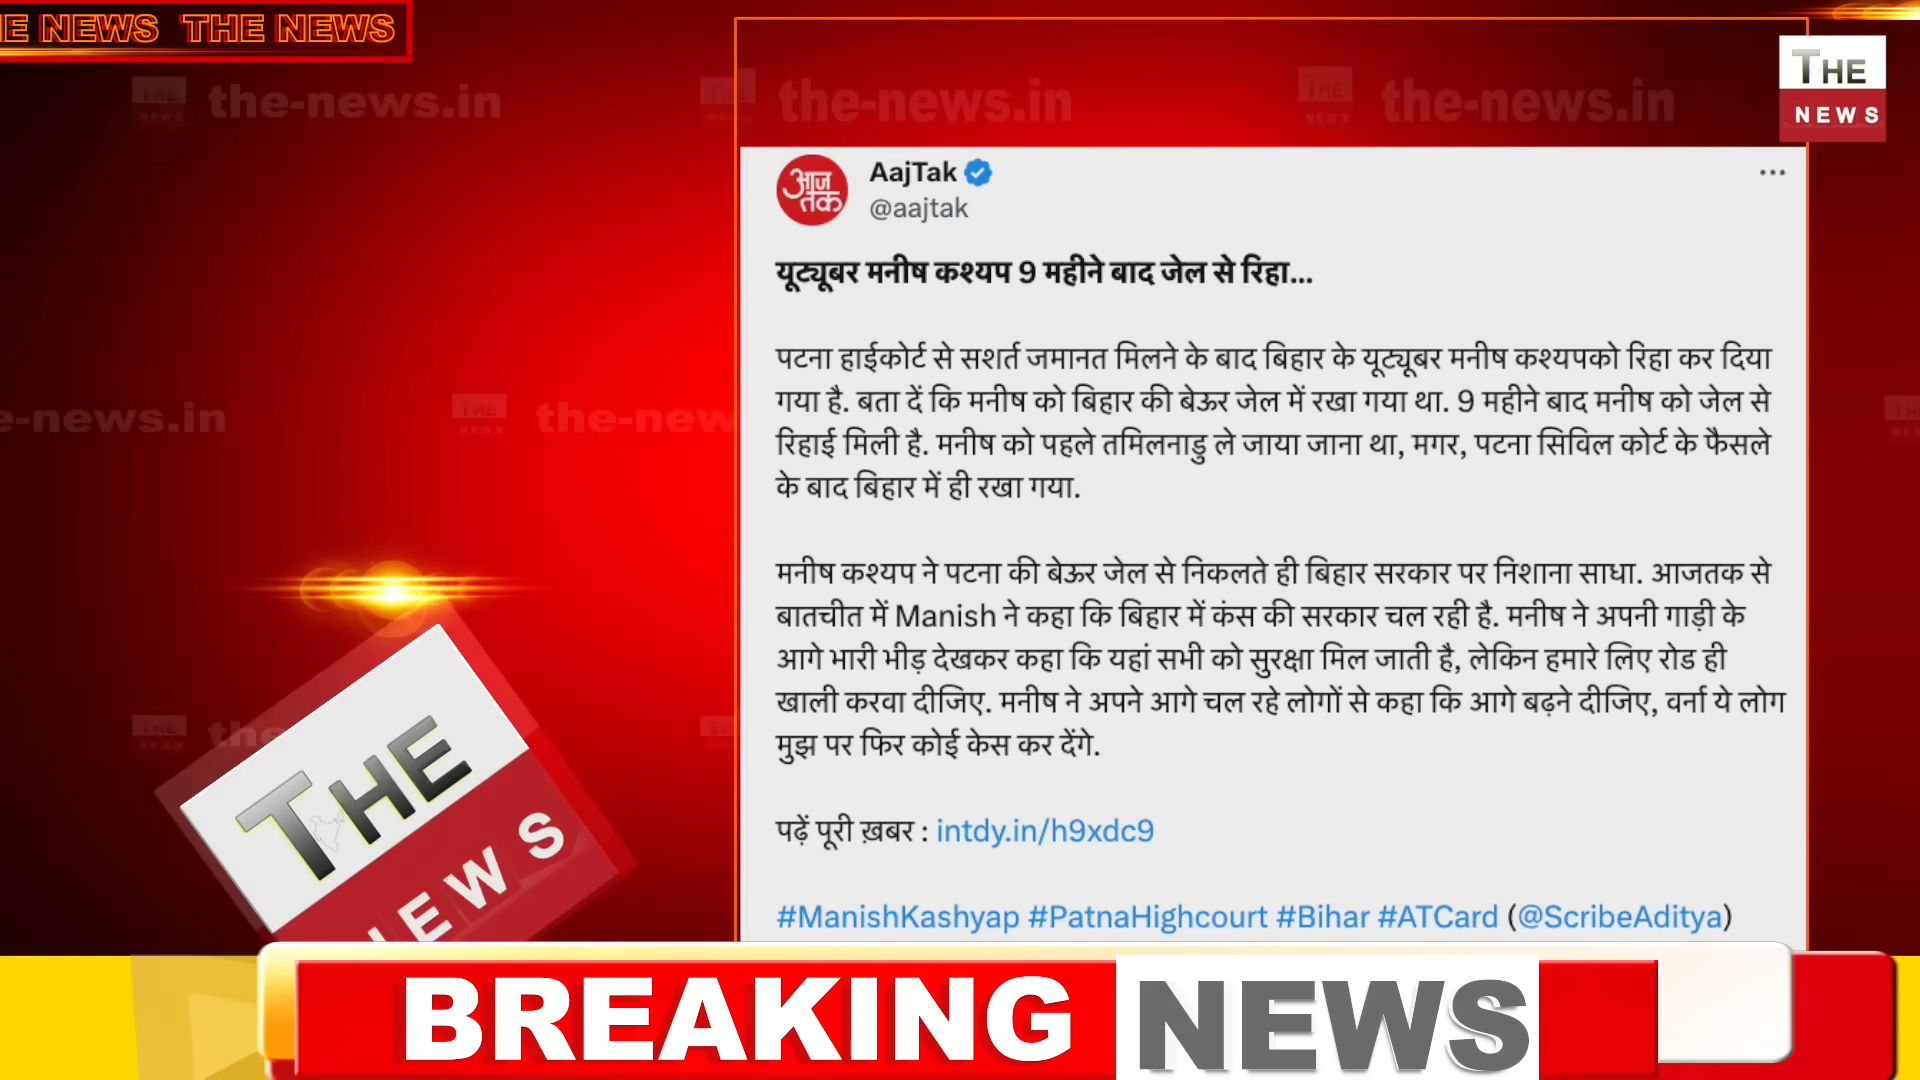 THE NEWS THE NEWS
the-news.in the-news.in the-news.in
THE
NEWS
AajTak
@aajtak
आज
तक
यूट्यूबर मनीष कश्यप 9 महीने बाद जेल से रिहा...
पटना हाईकोर्ट से सशर्त जमानत मिलने के बाद बिहार के यूट्यूबर मनीष कश्यपको रिहा कर दिया
गया है. बता दें कि मनीष को बिहार की बेऊर जेल में रखा गया था. 9 महीने बाद मनीष को जेल से
रिहाई मिली है. मनीष को पहले तमिलनाडु ले जाया जाना था, मगर, पटना सिविल कोर्ट के फैसले
के बाद बिहार में ही रखा गया.
मनीष कश्यप ने पटना की बेऊर जेल से निकलते ही बिहार सरकार पर निशाना साधा. आजतक से
बातचीत में Manish ने कहा कि बिहार में कंस की सरकार चल रही है. मनीष ने अपनी गाड़ी के
आगे भारी भीड़ देखकर कहा कि यहां सभी को सुरक्षा मिल जाती है, लेकिन हमारे लिए रोड ही
खाली करवा दीजिए. मनीष ने अपने आगे चल रहे लोगों से कहा कि आगे बढ़ने दीजिए, वर्ना ये लोग
मुझ पर फिर कोई केस कर देंगे.
पढ़ें पूरी ख़बर : intdy.in/h9xdc9
#ManishKashyap #PatnaHighcourt #Bihar #ATCard (@ScribeAditya)
THE
NEWS
BREAKING NEWS